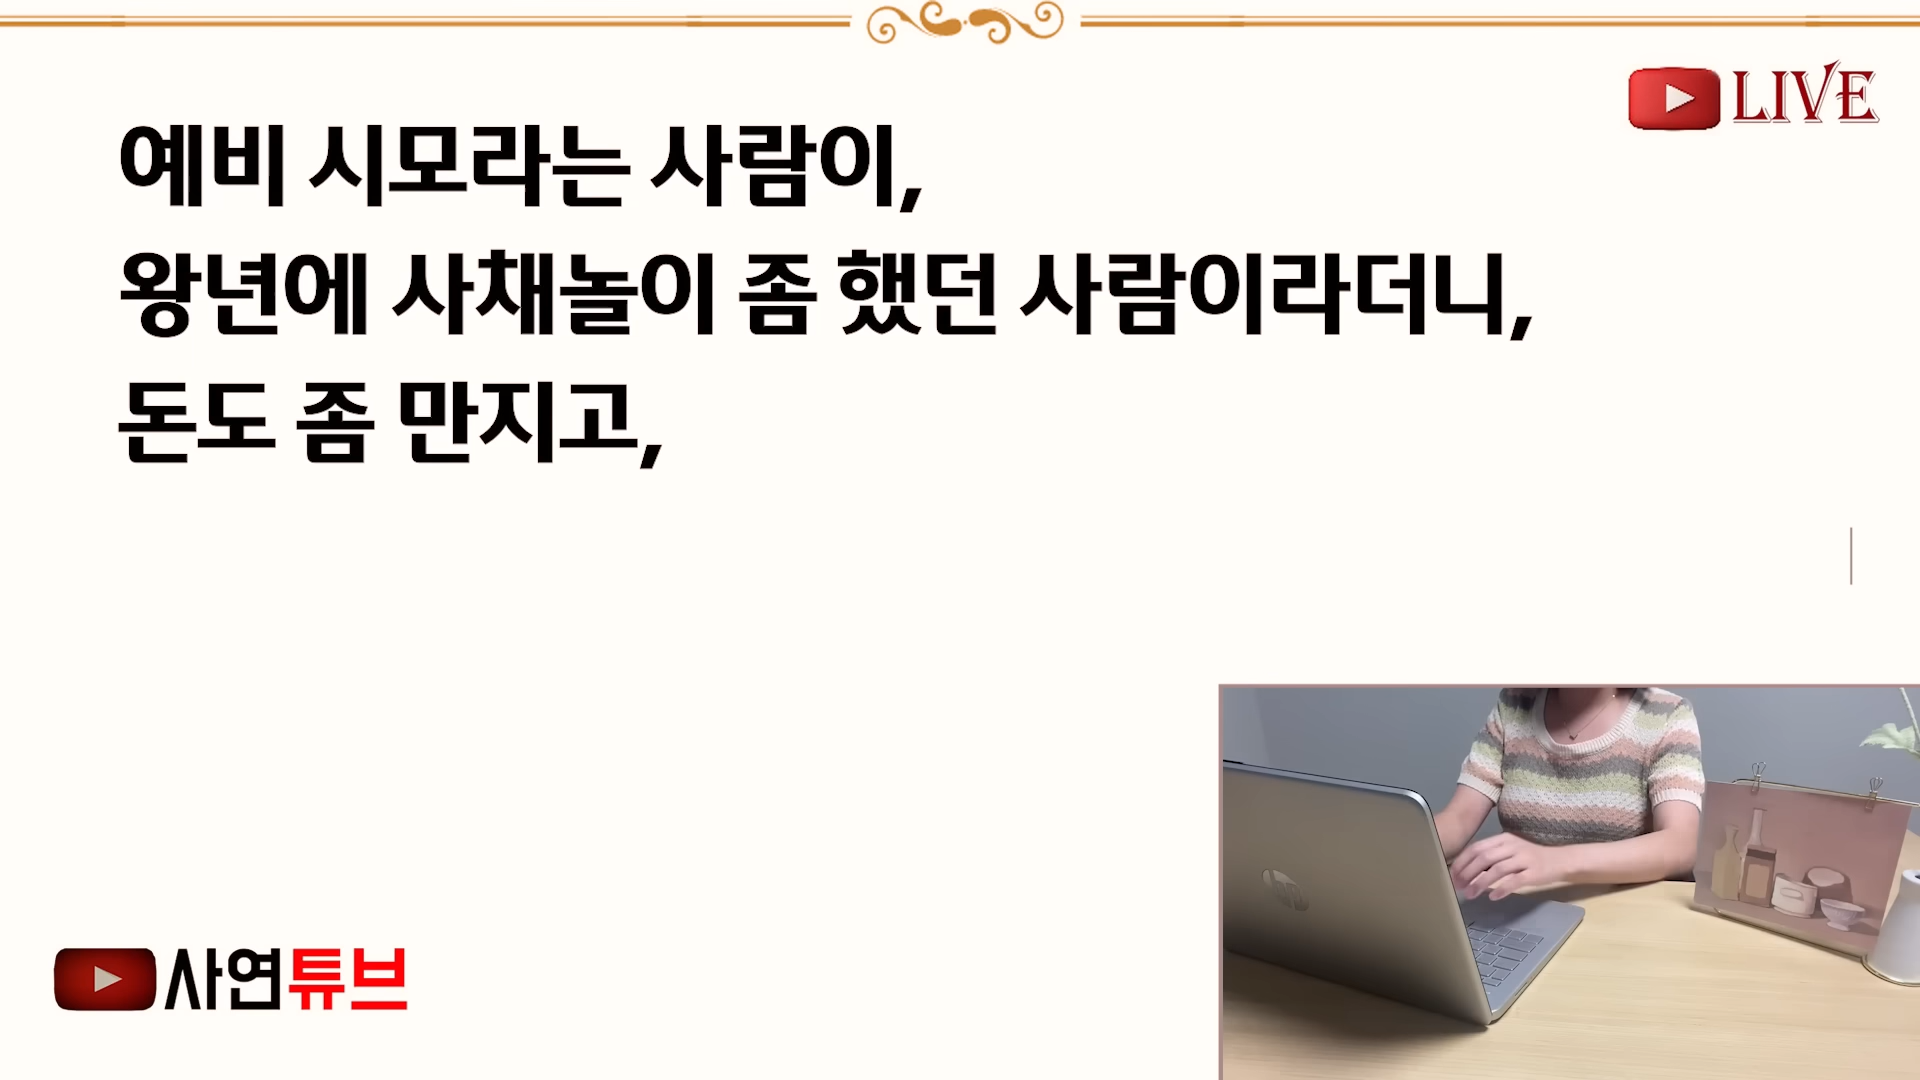 LIVE
예비 시모라는 사람이,
왕년에 사채놀이 좀 했던 사람이라더니,
돈도 좀 만지고,
hp
사연튜브